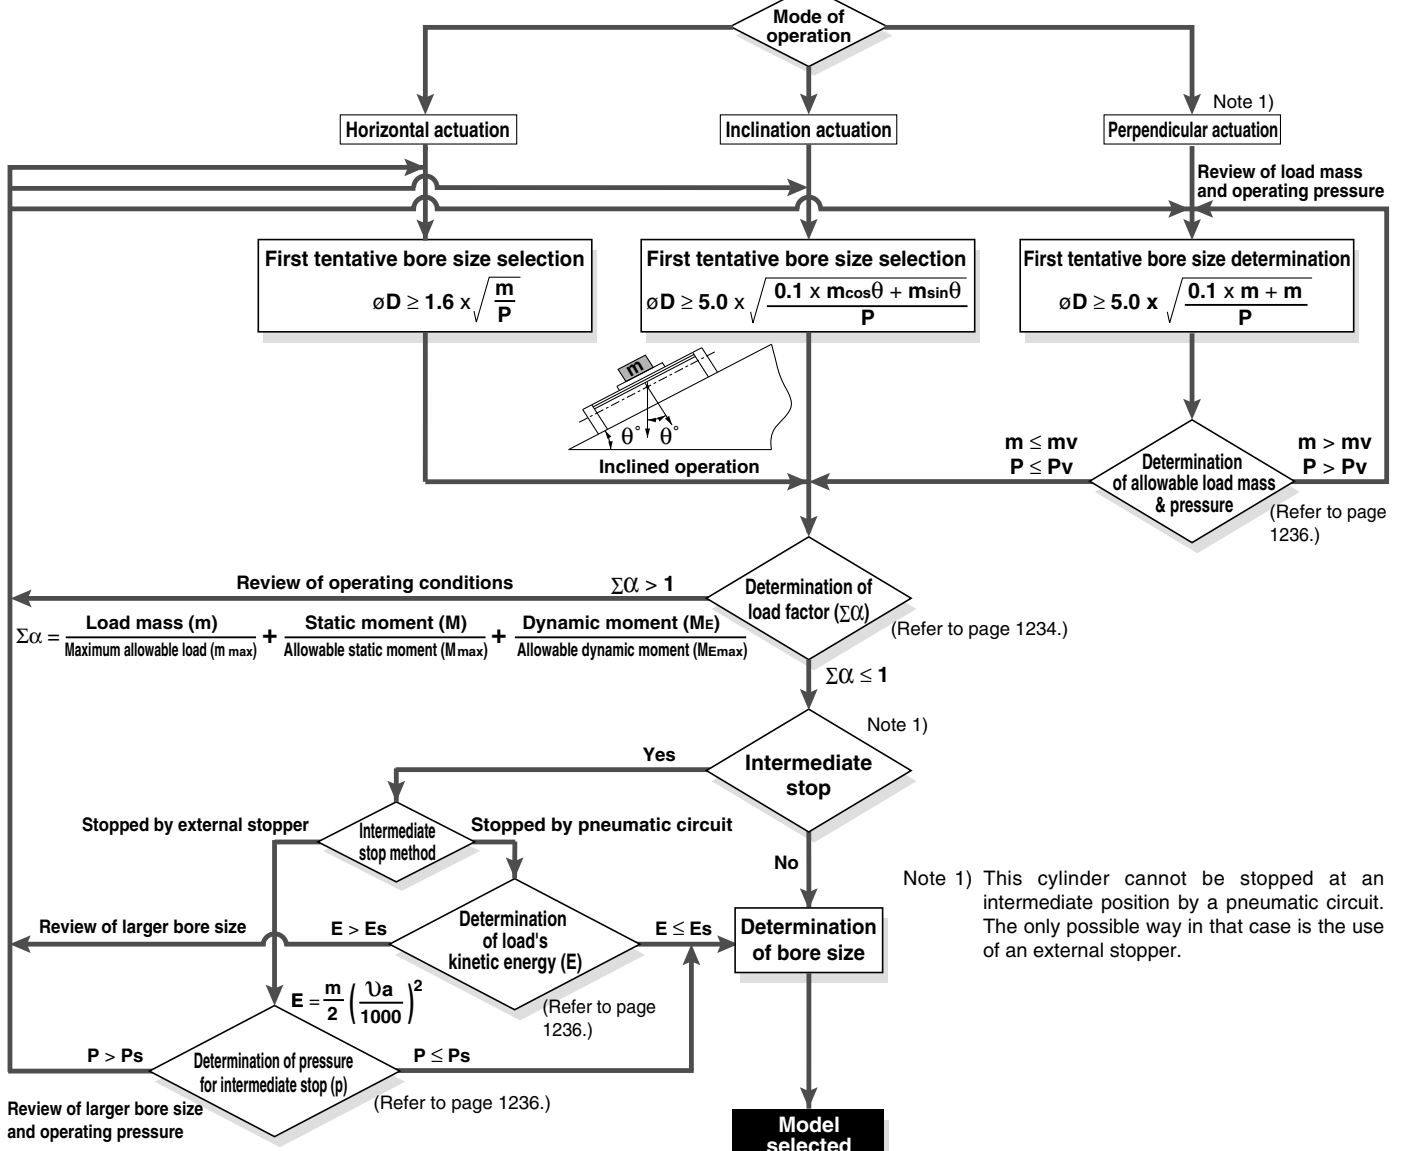 Mode of
operation
Note 1)
Horizontal actuation
Inclination actuation
Perpendicular actuation
Review of load mass
and operating pressure
First tentative bore size selection
øD ≥ 1.6 x √(m/P)
First tentative bore size selection
øD ≥ 5.0 x √((0.1 x mcosθ + msinθ)/P)
First tentative bore size determination
øD ≥ 5.0 x √((0.1 x m + m)/P)
m
θ° θ°
Inclined operation
m ≤ mv
P ≤ Pv
Determination
of allowable load mass
& pressure
m > mv
P > Pv
(Refer to page
1236.)
Review of operating conditions
Σα > 1
Determination of
load factor (Σα)
(Refer to page 1234.)
Σα = Load mass (m)/Maximum allowable load (m max) + Static moment (M)/Allowable static moment (Mmax) + Dynamic moment (ME)/Allowable dynamic moment (MEmax)
Σα ≤ 1
Note 1)
Yes
Intermediate
stop
Stopped by external stopper
Intermediate
stop method
Stopped by pneumatic circuit
No
Note 1) This cylinder cannot be stopped at an
intermediate position by a pneumatic circuit.
The only possible way in that case is the use
of an external stopper.
Review of larger bore size
E > Es
Determination
of load's
kinetic energy (E)
E ≤ Es
Determination
of bore size
E = m/2 (υa/1000)²
(Refer to page
1236.)
P > Ps
Determination of pressure
for intermediate stop (p)
P ≤ Ps
(Refer to page 1236.)
Review of larger bore size
and operating pressure
Model
selected